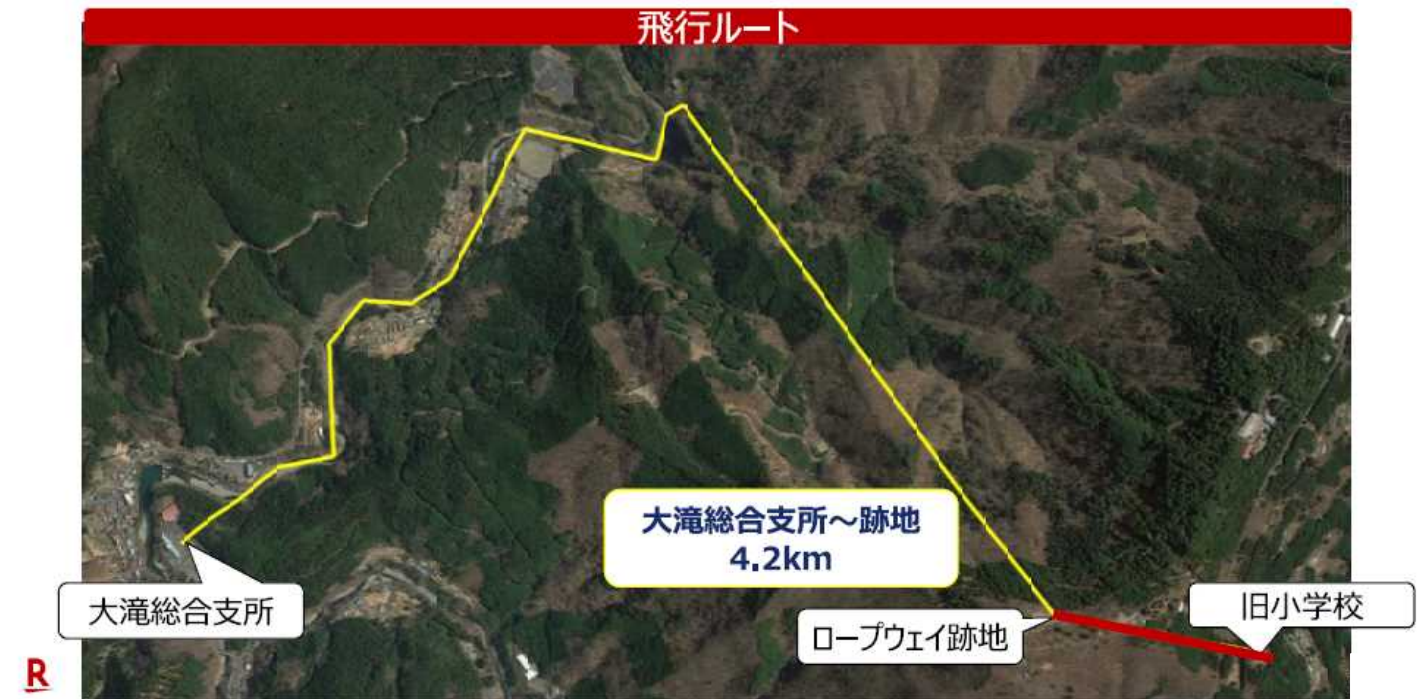 飛行ルート
大滝総合支所～跡地
4.2km
大滝総合支所
ロープウェイ跡地
旧小学校
R